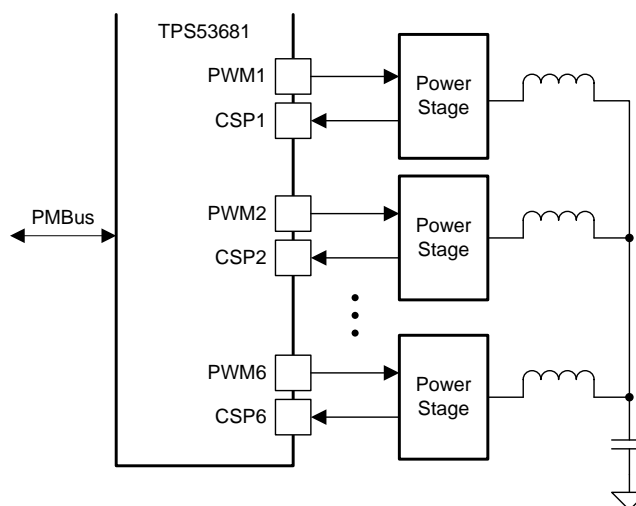 TPS53681
PWM1
CSP1
Power
Stage
PMBus
PWM2
CSP2
Power
Stage
PWM6
CSP6
Power
Stage